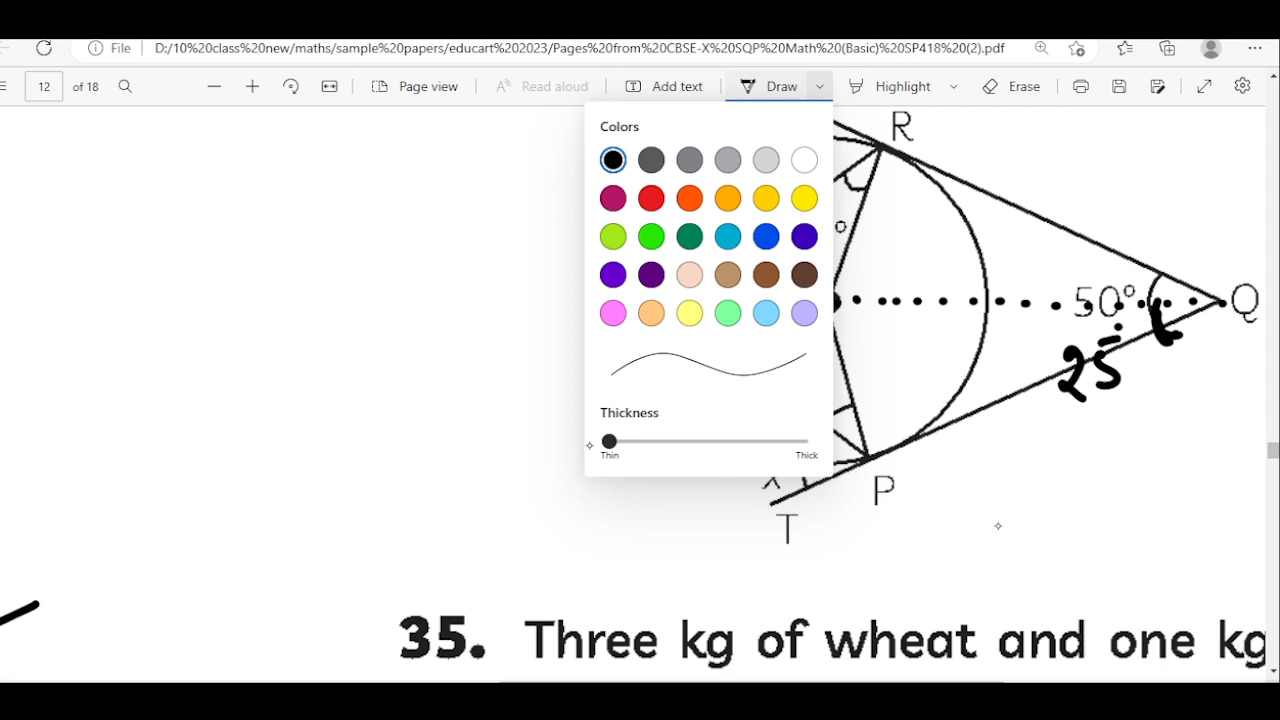 File D:/10%20class%20new/maths/sample%20papers/educart%202023/Pages%20from%20CBSE-X%20SQP%20Math%20(Basic)%20SP418%20(2).pdf
12 of 18 Page view Read aloud Add text Draw Highlight Erase
Colors
R
50° Q
25
Thickness
Thin Thick
X
P
T
35. Three kg of wheat and one kg